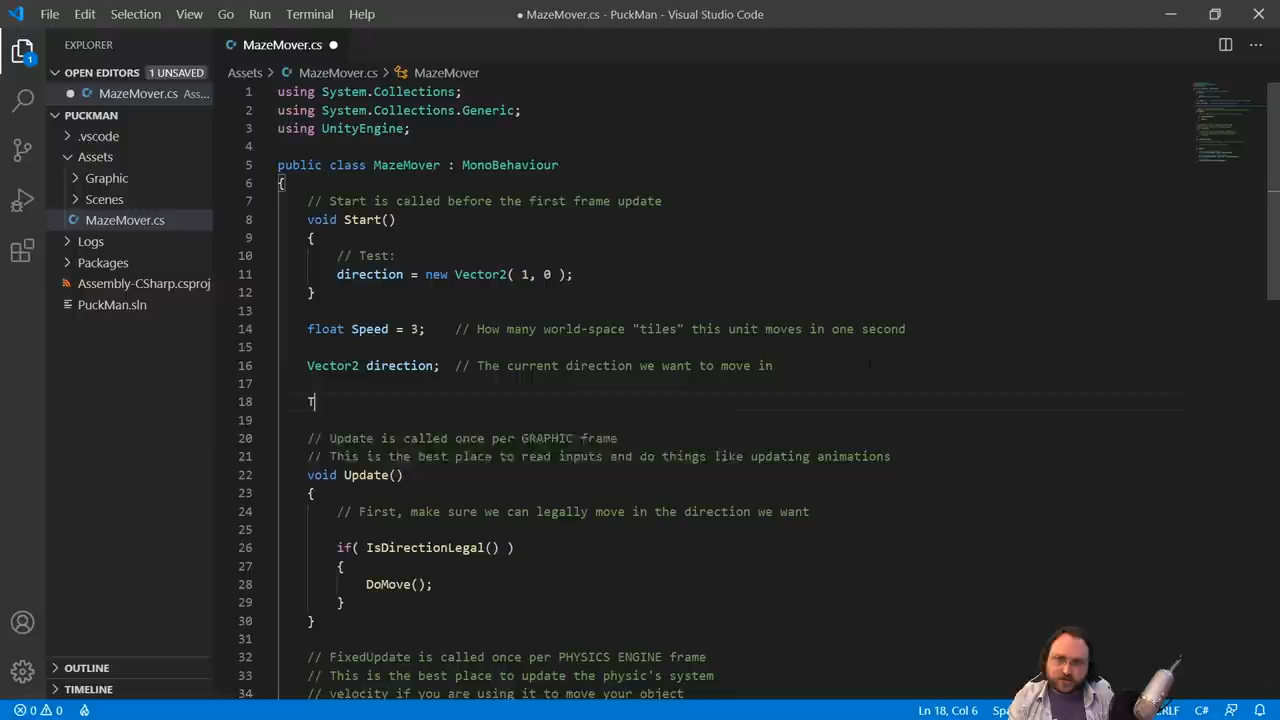 File Edit Selection View Go Run Terminal Help
● MazeMover.cs - PuckMan - Visual Studio Code
EXPLORER
OPEN EDITORS 1 UNSAVED
MazeMover.cs Ass...
PUCKMAN
.vscode
Assets
Graphic
Scenes
MazeMover.cs
Logs
Packages
Assembly-CSharp.csproj
PuckMan.sln
OUTLINE
TIMELINE
1
MazeMover.cs
Assets > MazeMover.cs > MazeMover
1 using System.Collections;
2 using System.Collections.Generic;
3 using UnityEngine;
4
5 public class MazeMover : MonoBehaviour
6 {
7 // Start is called before the first frame update
8 void Start()
9 {
10 // Test:
11 direction = new Vector2( 1, 0 );
12 }
13
14 float Speed = 3; // How many world-space "tiles" this unit moves in one second
15
16 Vector2 direction; // The current direction we want to move in
17
18 T
19
20 // Update is called once per GRAPHIC frame
21 // This is the best place to read inputs and do things like updating animations
22 void Update()
23 {
24 // First, make sure we can legally move in the direction we want
25
26 if( IsDirectionLegal() )
27 {
28 DoMove();
29 }
30 }
31
32 // FixedUpdate is called once per PHYSICS ENGINE frame
33 // This is the best place to update the physic's system
34 // velocity if you are using it to move your object
0 0 Ln 18, Col 6 C#